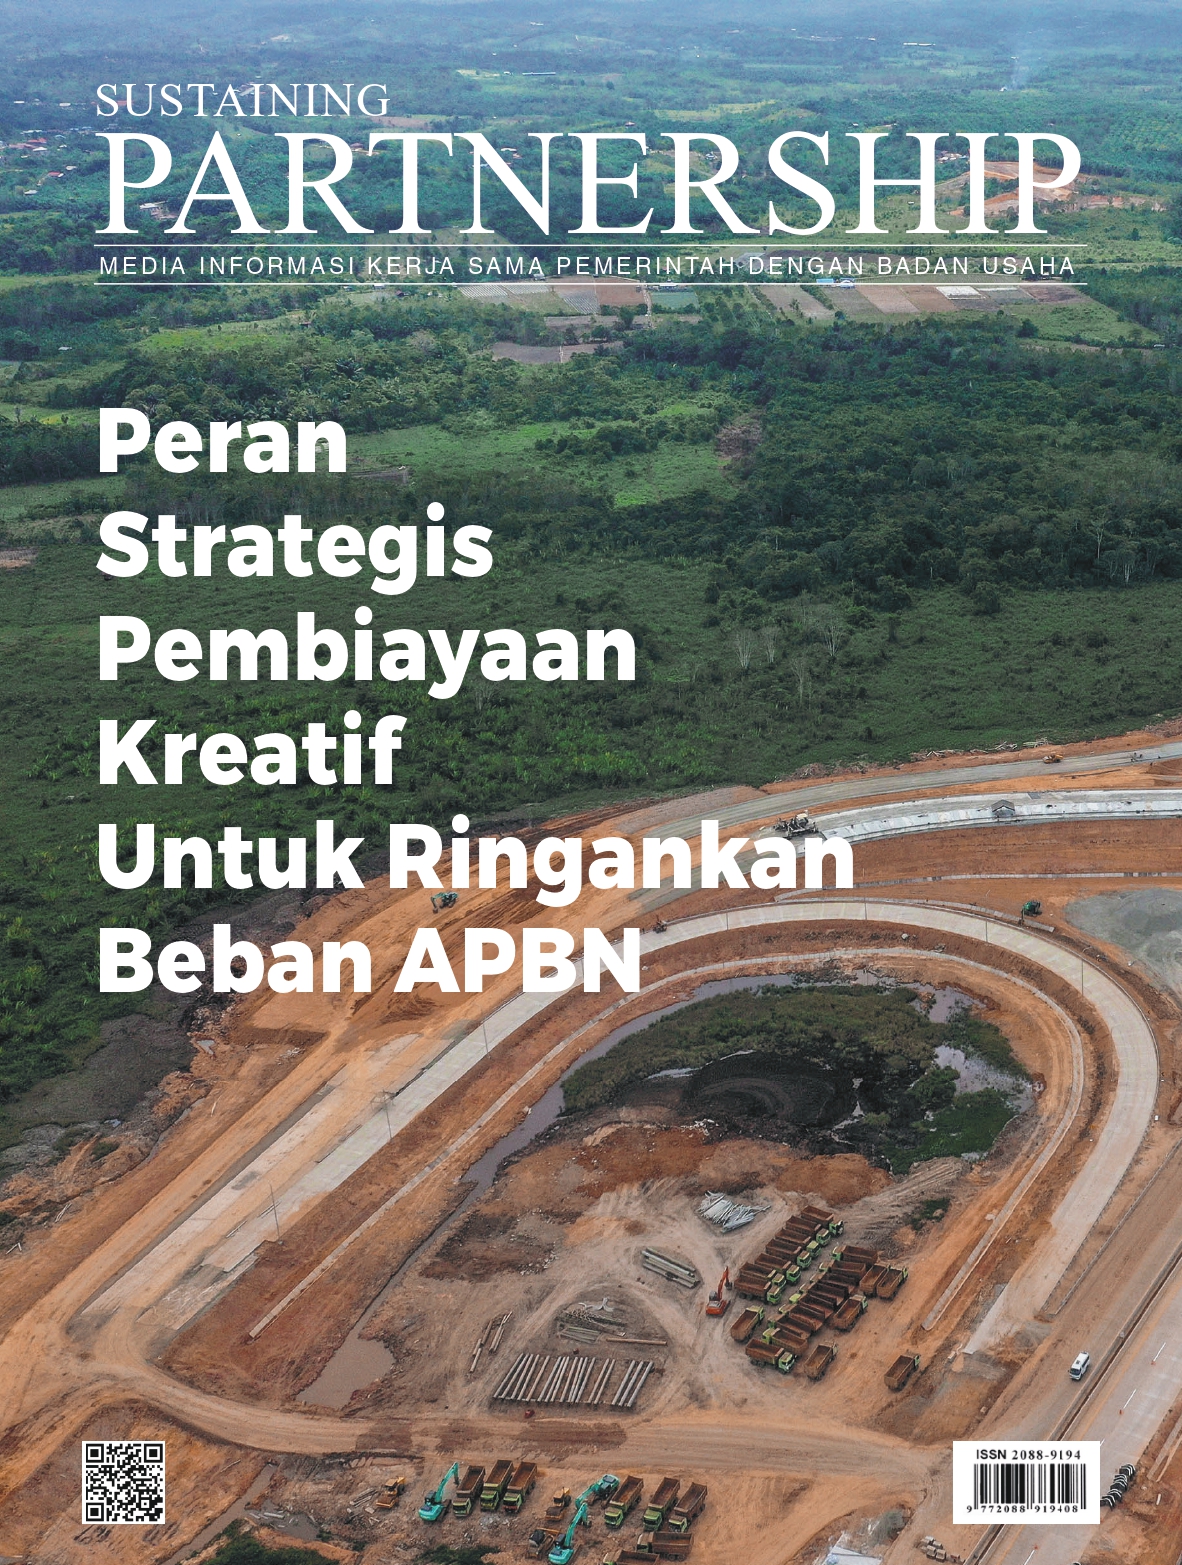 SUSTAINING
PARTNERSHIP
MEDIA INFORMASI KERJA SAMA PEMERINTAH DENGAN BADAN USAHA
Peran
Strategis
Pembiayaan
Kreatif
Untuk Ringankan
Beban APBN
ISSN 2088-9194
9 772088 919408